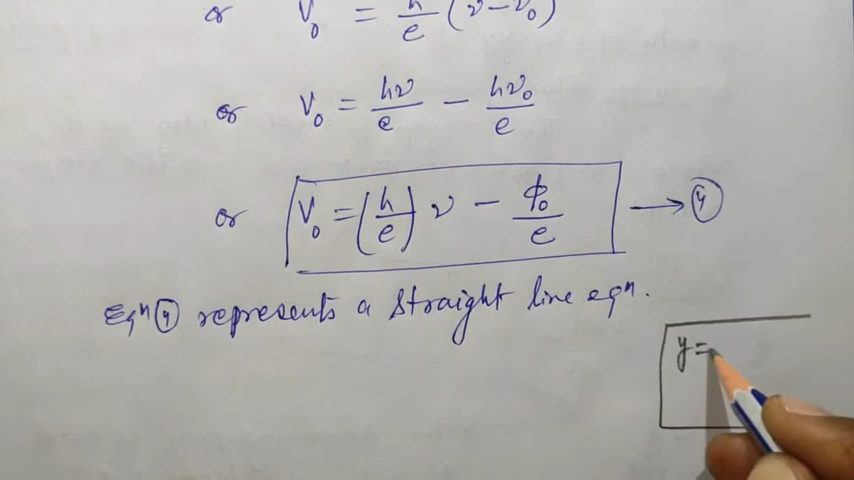 or V₀ = h/e (ν-ν₀)
or V₀ = hν/e - hν₀/e
or V₀ = (h/e) ν - ϕ₀/e → ④
Eqⁿ ④ represents a straight line eqⁿ.
y=